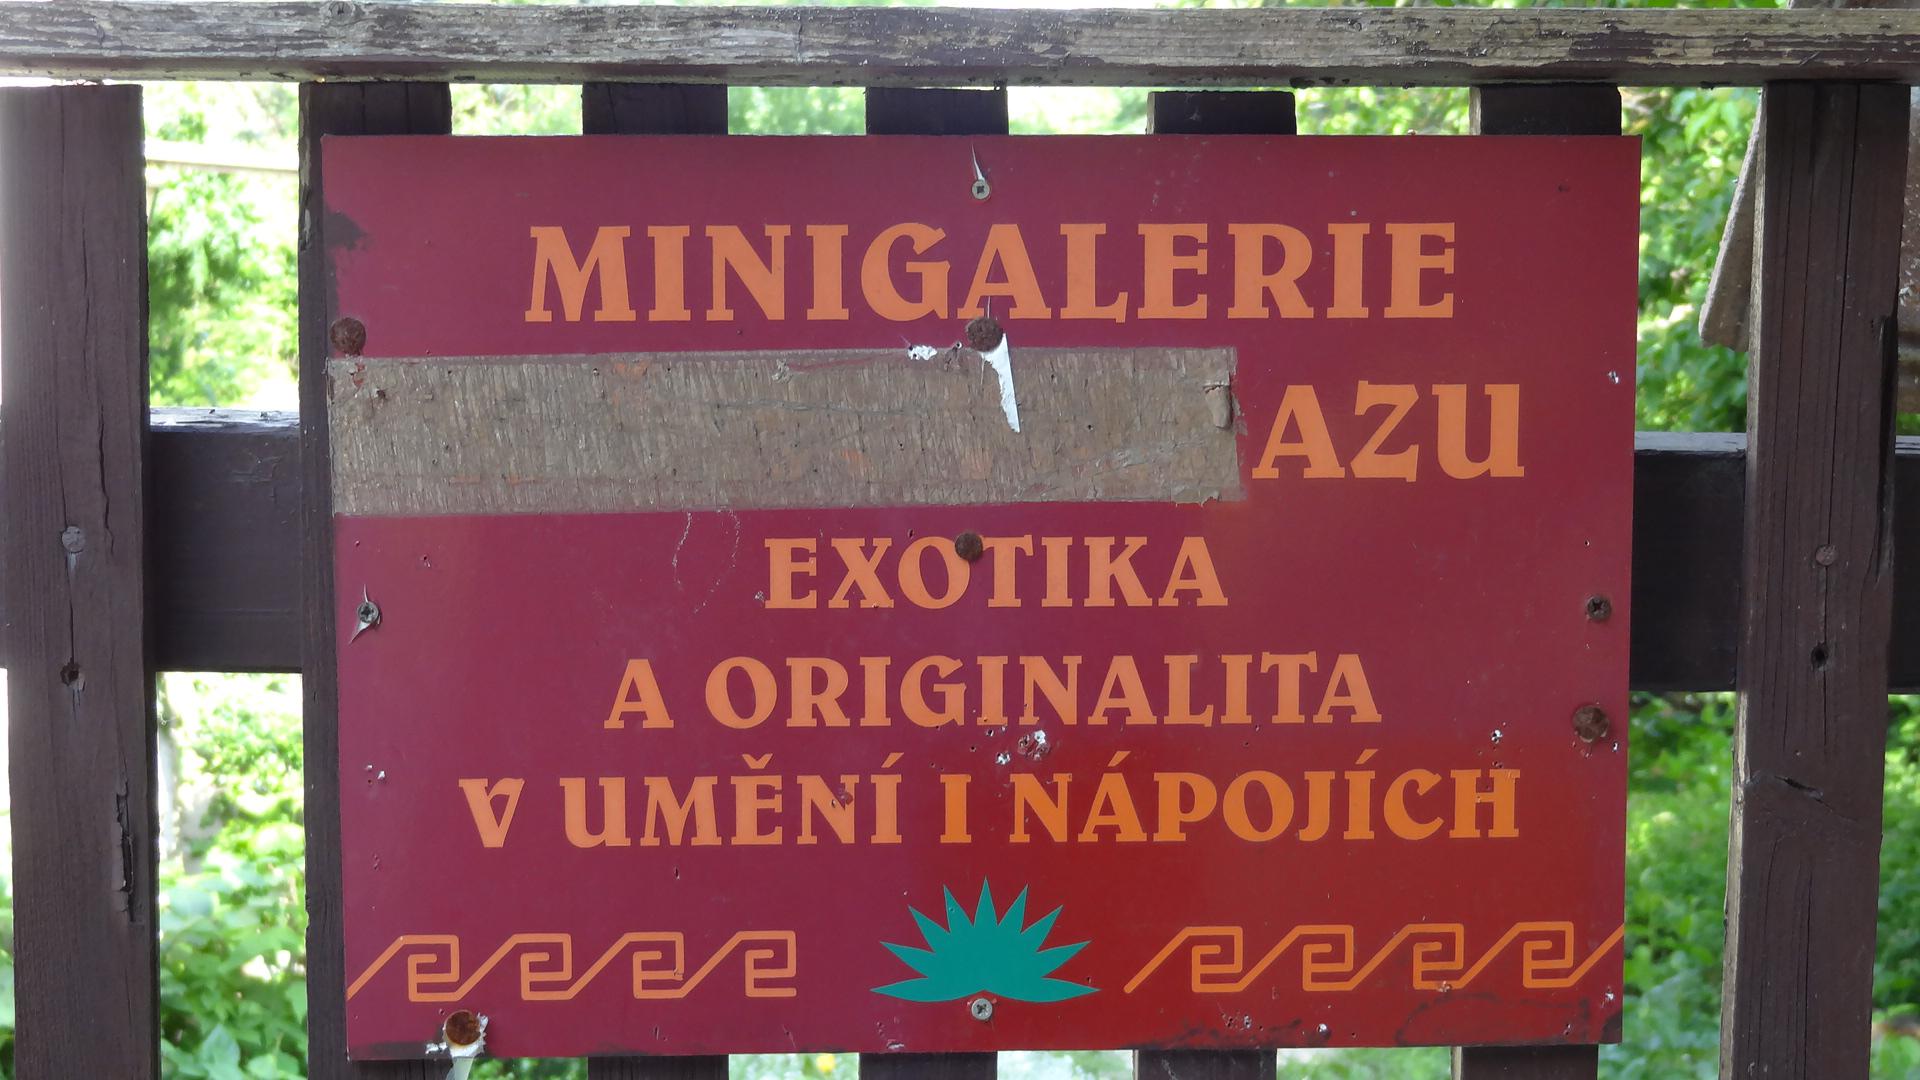 MINIGALERIE
AZU
EXOTIKA
A ORIGINALITA
V UMĚNÍ I NÁPOJÍCH